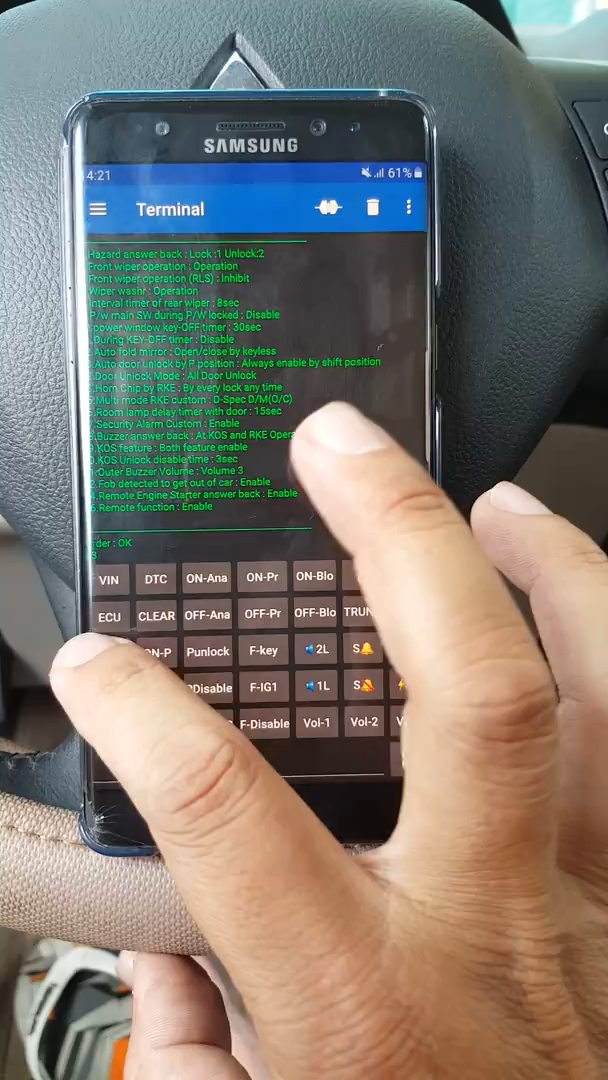 SAMSUNG
4:21
61%
Terminal
Hazard answer back : Lock :1 Unlock:2
Front wiper operation : Operation
Front wiper operation (RLS) : Inhibit
Wiper washr : Operation
Interval timer of rear wiper : 8sec
P/w main SW during P/W locked : Disable
power window key-OFF timer : 30sec
.During KEY-OFF timer : Disable
.Auto fold mirror : Open/close by keyless
.Auto door unlock by P position : Always enable by shift position
.Door Unlock Mode : All Door Unlock
.Horn Chip by RKE : By every lock any time
.Multi mode RKE custom : D-Spec D/M(O/C)
.Room lamp delay timer with door : 15sec
.Security Alarm Custom : Enable
.Buzzer answer back : At KOS and RKE Oper
.KOS feature : Both feature enable
.KOS Unlock disable time : 3sec
.Outer Buzzer Volume : Volume 3
2.Fob detected to get out of car : Enable
4.Remote Engine Starter answer back : Enable
.Remote function : Enable
rder : OK
3
VIN DTC ON-Ana ON-Pr ON-Blo
ECU CLEAR OFF-Ana OFF-Pr OFF-Blo TRUN
ON-P Punlock F-key 🔈2L S🔔
Disable F-IG1 🔈1L S🔕 ⚡
F-Disable Vol-1 Vol-2 V